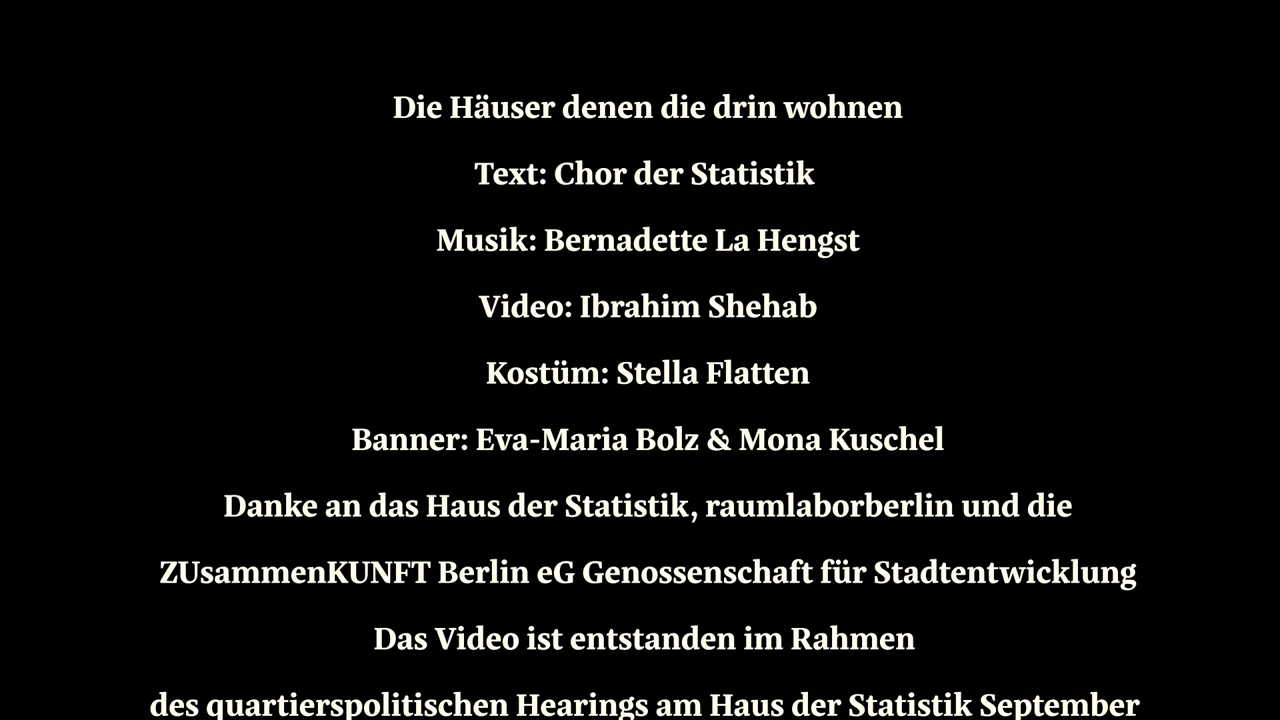 Die Häuser denen die drin wohnen
Text: Chor der Statistik
Musik: Bernadette La Hengst
Video: Ibrahim Shehab
Kostüm: Stella Flatten
Banner: Eva-Maria Bolz & Mona Kuschel
Danke an das Haus der Statistik, raumlaborberlin und die
ZUsammenKUNFT Berlin eG Genossenschaft für Stadtentwicklung
Das Video ist entstanden im Rahmen
des quartierspolitischen Hearings am Haus der Statistik September